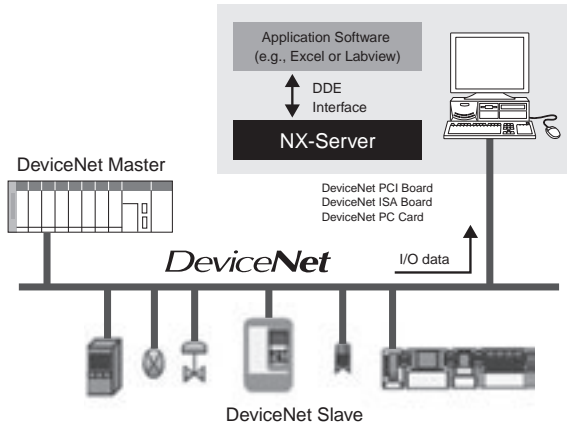 Application Software
(e.g., Excel or Labview)
DDE
Interface
NX-Server
DeviceNet Master
DeviceNet PCI Board
DeviceNet ISA Board
DeviceNet PC Card
DeviceNet
I/O data
DeviceNet Slave